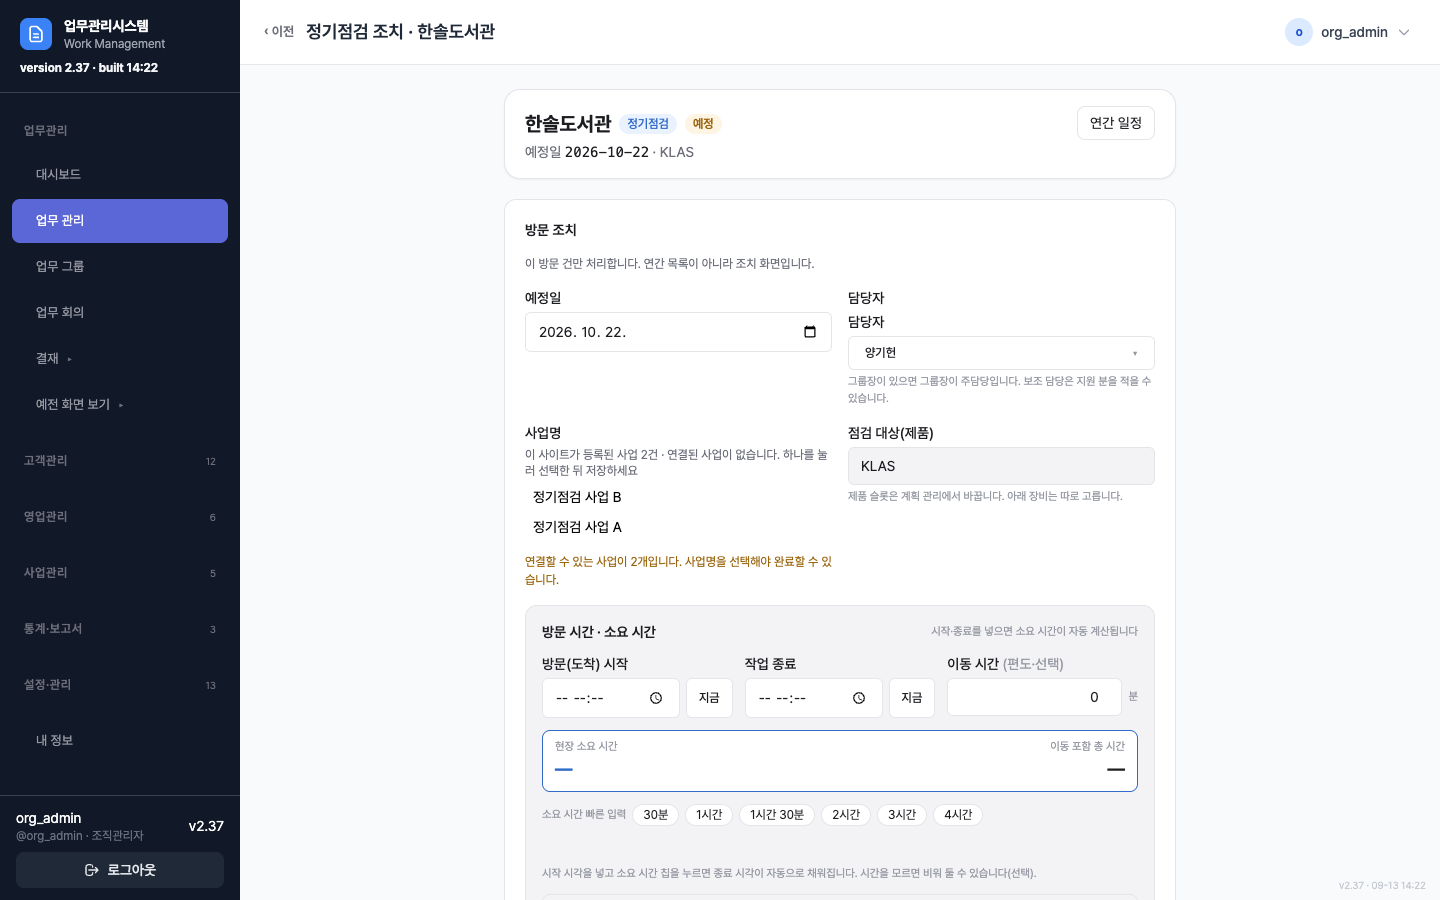 업무관리시스템
Work Management
version 2.37 · built 14:22
업무관리
대시보드
업무 관리
업무 그룹
업무 회의
결재 ▸
예전 화면 보기 ▸
고객관리 12
영업관리 6
사업관리 5
통계·보고서 3
설정·관리 13
내 정보
org_admin
@org_admin · 조직관리자
v2.37
로그아웃
‹ 이전 정기점검 조치 · 한솔도서관
o org_admin
한솔도서관 정기점검 예정
연간 일정
예정일 2026-10-22 · KLAS
방문 조치
이 방문 건만 처리합니다. 연간 목록이 아니라 조치 화면입니다.
예정일
2026. 10. 22.
담당자
담당자
양기헌
그룹장이 있으면 그룹장이 주담당입니다. 보조 담당은 지원 분을 적을 수
있습니다.
사업명
이 사이트가 등록된 사업 2건 · 연결된 사업이 없습니다. 하나를 눌
러 선택한 뒤 저장하세요
정기점검 사업 B
정기점검 사업 A
연결할 수 있는 사업이 2개입니다. 사업명을 선택해야 완료할 수 있
습니다.
점검 대상(제품)
KLAS
제품 슬롯은 계획 관리에서 바꿉니다. 아래 장비는 따로 고릅니다.
방문 시간 · 소요 시간
시작·종료를 넣으면 소요 시간이 자동 계산됩니다
방문(도착) 시작
-- --:--
지금
작업 종료
-- --:--
지금
이동 시간 (편도·선택)
0 분
현장 소요 시간
—
이동 포함 총 시간
—
소요 시간 빠른 입력 30분 1시간 1시간 30분 2시간 3시간 4시간
시작 시각을 넣고 소요 시간 칩을 누르면 종료 시각이 자동으로 채워집니다. 시간을 모르면 비워 둘 수 있습니다(선택).
v2.37 · 09-13 14:22